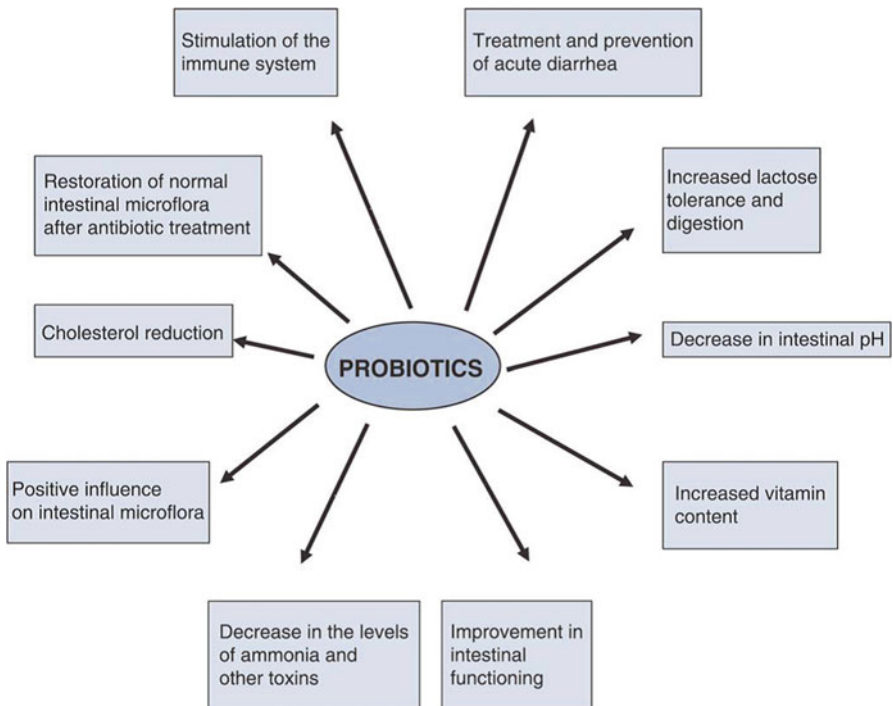 Stimulation of the
immune system
Treatment and prevention
of acute diarrhea
Restoration of normal
intestinal microflora
after antibiotic treatment
Increased lactose
tolerance and
digestion
Cholesterol reduction
PROBIOTICS
Decrease in intestinal pH
Positive influence
on intestinal microflora
Increased vitamin
content
Decrease in the levels
of ammonia and
other toxins
Improvement in
intestinal
functioning